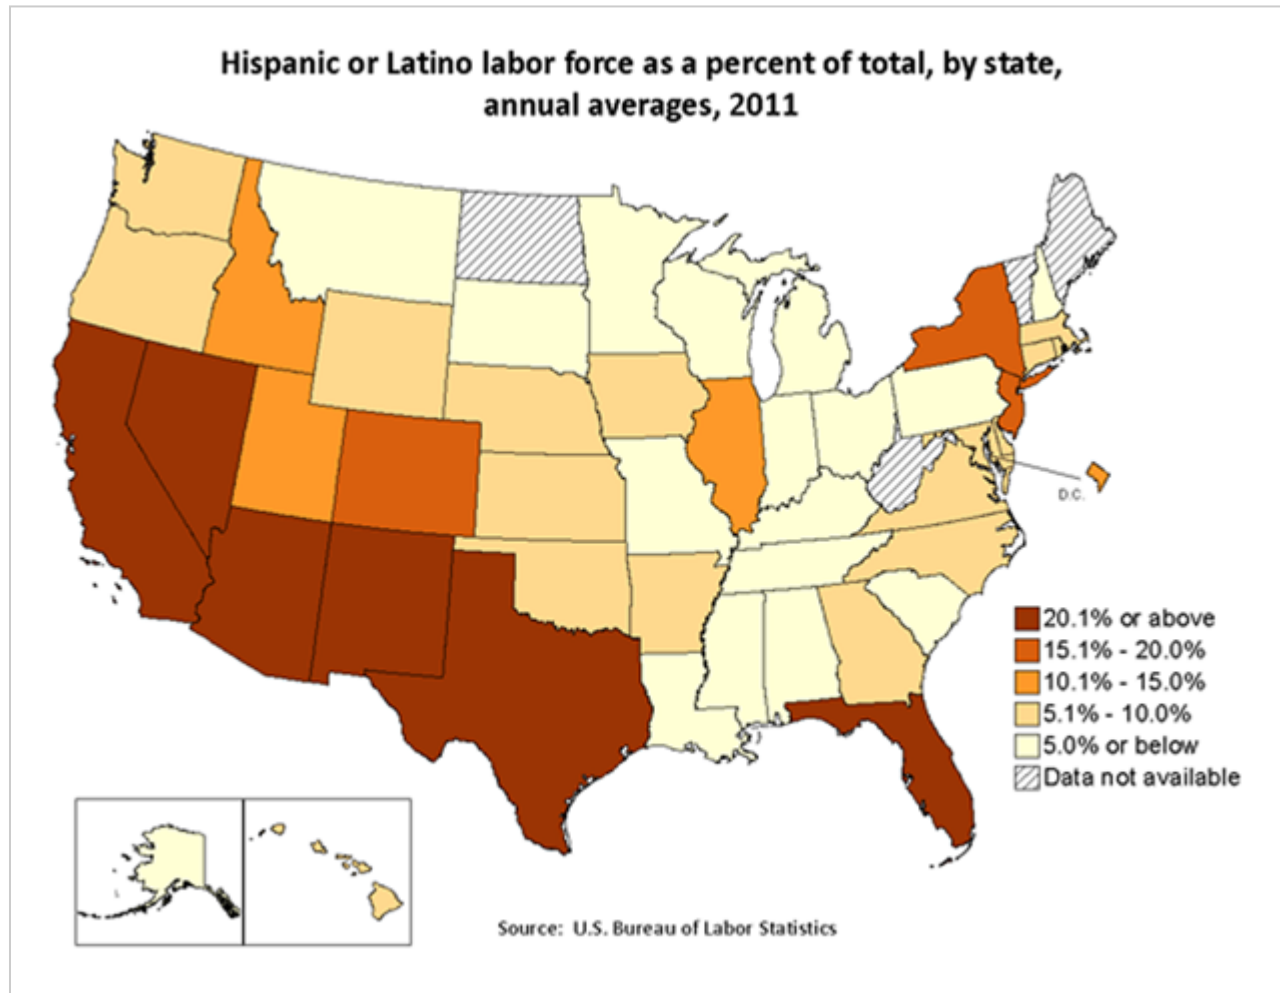 Hispanic or Latino labor force as a percent of total, by state,
annual averages, 2011
D.C.
20.1% or above
15.1% - 20.0%
10.1% - 15.0%
5.1% - 10.0%
5.0% or below
Data not available
Source: U.S. Bureau of Labor Statistics